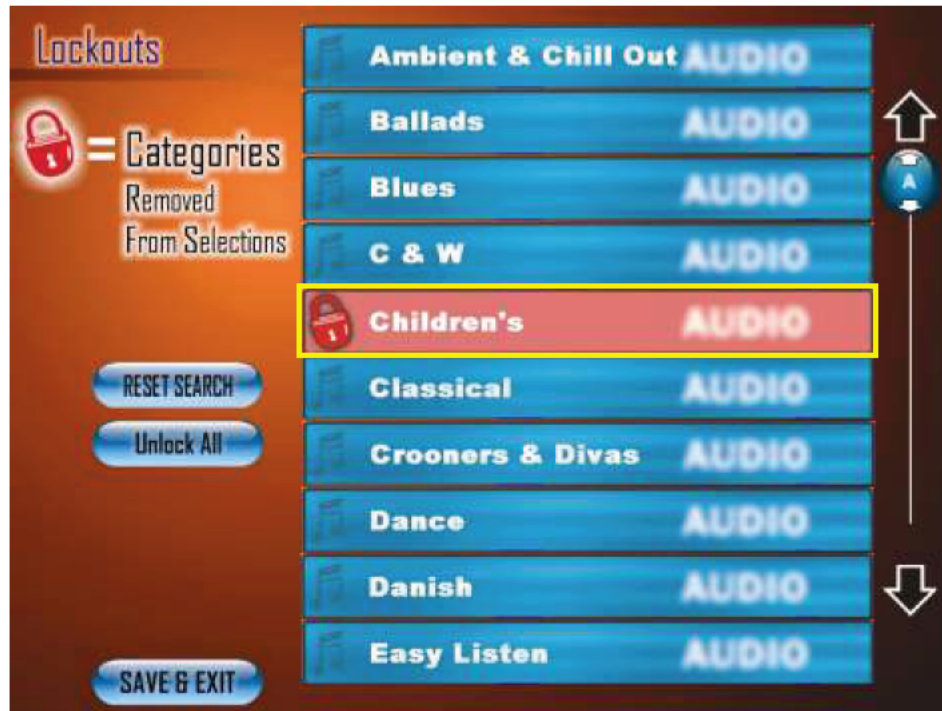 Lockouts
= Categories
Removed
From Selections
RESET SEARCH
Unlock All
SAVE & EXIT
Ambient & Chill Out AUDIO
Ballads AUDIO
Blues AUDIO
C & W AUDIO
Children's AUDIO
Classical AUDIO
Crooners & Divas AUDIO
Dance AUDIO
Danish AUDIO
Easy Listen AUDIO
A